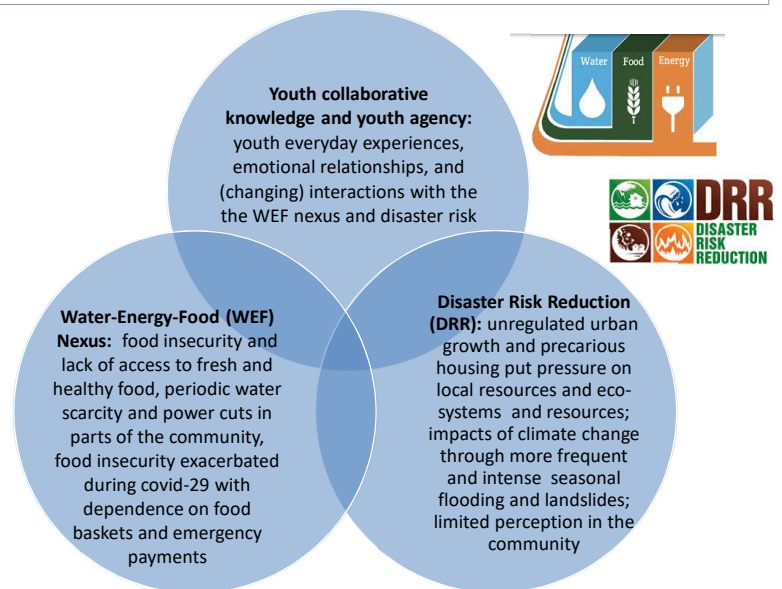 Youth collaborative
knowledge and youth agency:
youth everyday experiences,
emotional relationships, and
(changing) interactions with the
the WEF nexus and disaster risk
Water
Food
Energy
DRR
DISASTER
RISK
REDUCTION
Water-Energy-Food (WEF)
Nexus: food insecurity and
lack of access to fresh and
healthy food, periodic water
scarcity and power cuts in
parts of the community,
food insecurity exacerbated
during covid-29 with
dependence on food
baskets and emergency
payments
Disaster Risk Reduction
(DRR): unregulated urban
growth and precarious
housing put pressure on
local resources and eco-
systems and resources;
impacts of climate change
through more frequent
and intense seasonal
flooding and landslides;
limited perception in the
community